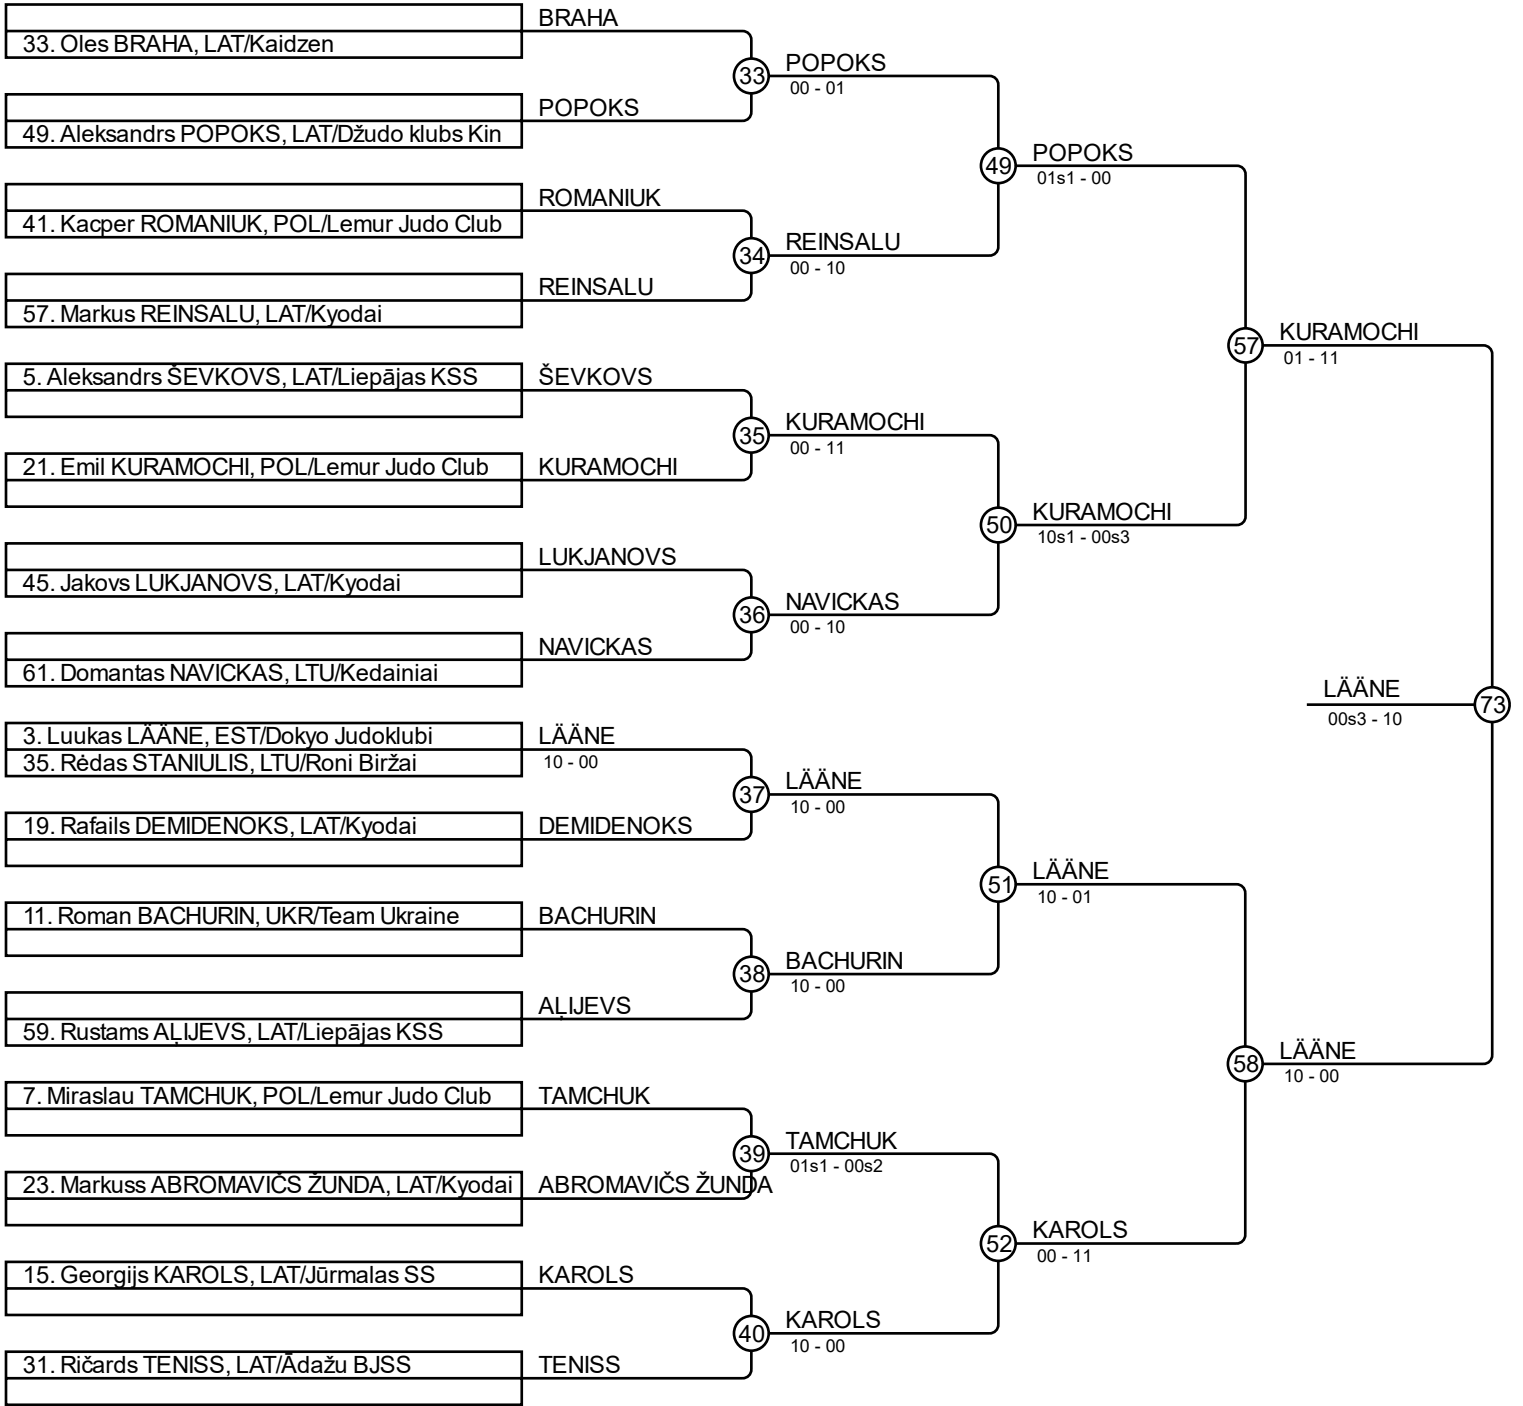 BRAHA
33. Oles BRAHA, LAT/Kaidzen
33
POPOKS
00 - 01
POPOKS
49. Aleksandrs POPOKS, LAT/Džudo klubs Kin
49
POPOKS
01s1 - 00
ROMANIUK
41. Kacper ROMANIUK, POL/Lemur Judo Club
34
REINSALU
00 - 10
REINSALU
57. Markus REINSALU, LAT/Kyodai
57
KURAMOCHI
01 - 11
5. Aleksandrs ŠEVKOVS, LAT/Liepājas KSS
ŠEVKOVS
35
KURAMOCHI
00 - 11
21. Emil KURAMOCHI, POL/Lemur Judo Club
KURAMOCHI
50
KURAMOCHI
10s1 - 00s3
LUKJANOVS
45. Jakovs LUKJANOVS, LAT/Kyodai
36
NAVICKAS
00 - 10
NAVICKAS
61. Domantas NAVICKAS, LTU/Kedainiai
LÄÄNE
00s3 - 10
73
3. Luukas LÄÄNE, EST/Dokyo Judoklubi
LÄÄNE
35. Rėdas STANIULIS, LTU/Roni Biržai
10 - 00
37
LÄÄNE
10 - 00
19. Rafails DEMIDENOKS, LAT/Kyodai
DEMIDENOKS
51
LÄÄNE
10 - 01
11. Roman BACHURIN, UKR/Team Ukraine
BACHURIN
38
BACHURIN
10 - 00
AĻIJEVS
59. Rustams AĻIJEVS, LAT/Liepājas KSS
58
LÄÄNE
10 - 00
7. Miraslau TAMCHUK, POL/Lemur Judo Club
TAMCHUK
39
TAMCHUK
01s1 - 00s2
23. Markuss ABROMAVIČS ŽUNDA, LAT/Kyodai
ABROMAVIČS ŽUNDA
52
KAROLS
00 - 11
15. Georgijs KAROLS, LAT/Jūrmalas SS
KAROLS
40
KAROLS
10 - 00
31. Ričards TENISS, LAT/Ādažu BJSS
TENISS